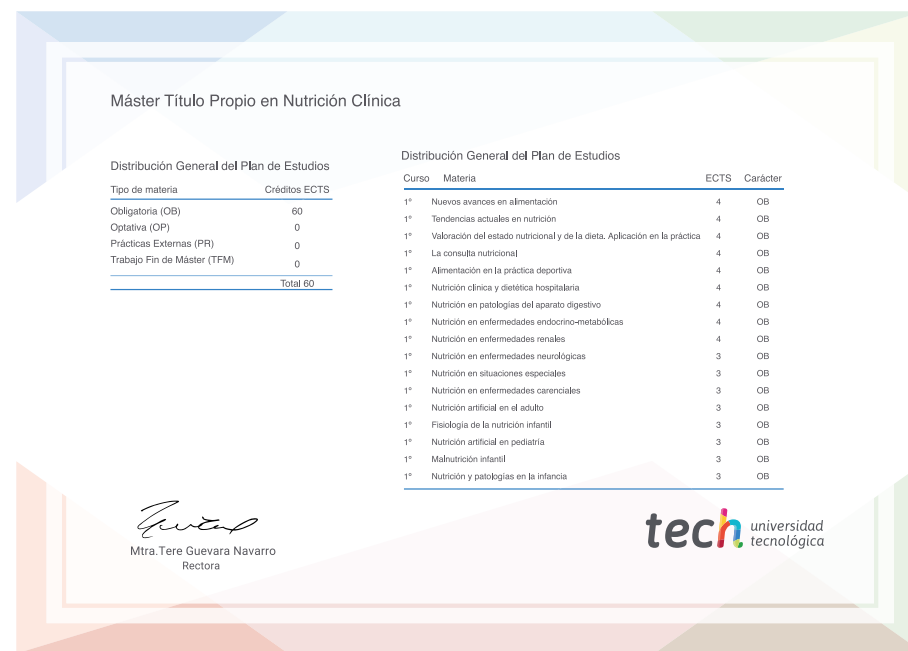 Máster Título Propio en Nutrición Clínica
Distribución General del Plan de Estudios
Tipo de materia Créditos ECTS
Obligatoria (OB) 60
Optativa (OP) 0
Prácticas Externas (PR) 0
Trabajo Fin de Máster (TFM) 0
Total 60
Distribución General del Plan de Estudios
Curso Materia ECTS Carácter
1º Nuevos avances en alimentación 4 OB
1º Tendencias actuales en nutrición 4 OB
1º Valoración del estado nutricional y de la dieta. Aplicación en la práctica 4 OB
1º La consulta nutricional 4 OB
1º Alimentación en la práctica deportiva 4 OB
1º Nutrición clínica y dietética hospitalaria 4 OB
1º Nutrición en patologías del aparato digestivo 4 OB
1º Nutrición en enfermedades endocrino-metabólicas 4 OB
1º Nutrición en enfermedades renales 4 OB
1º Nutrición en enfermedades neurológicas 3 OB
1º Nutrición en situaciones especiales 3 OB
1º Nutrición en enfermedades carenciales 3 OB
1º Nutrición artificial en el adulto 3 OB
1º Fisiología de la nutrición infantil 3 OB
1º Nutrición artificial en pediatría 3 OB
1º Malnutrición infantil 3 OB
1º Nutrición y patologías en la infancia 3 OB
Mtra.Tere Guevara Navarro
Rectora
tech universidad
tecnológica